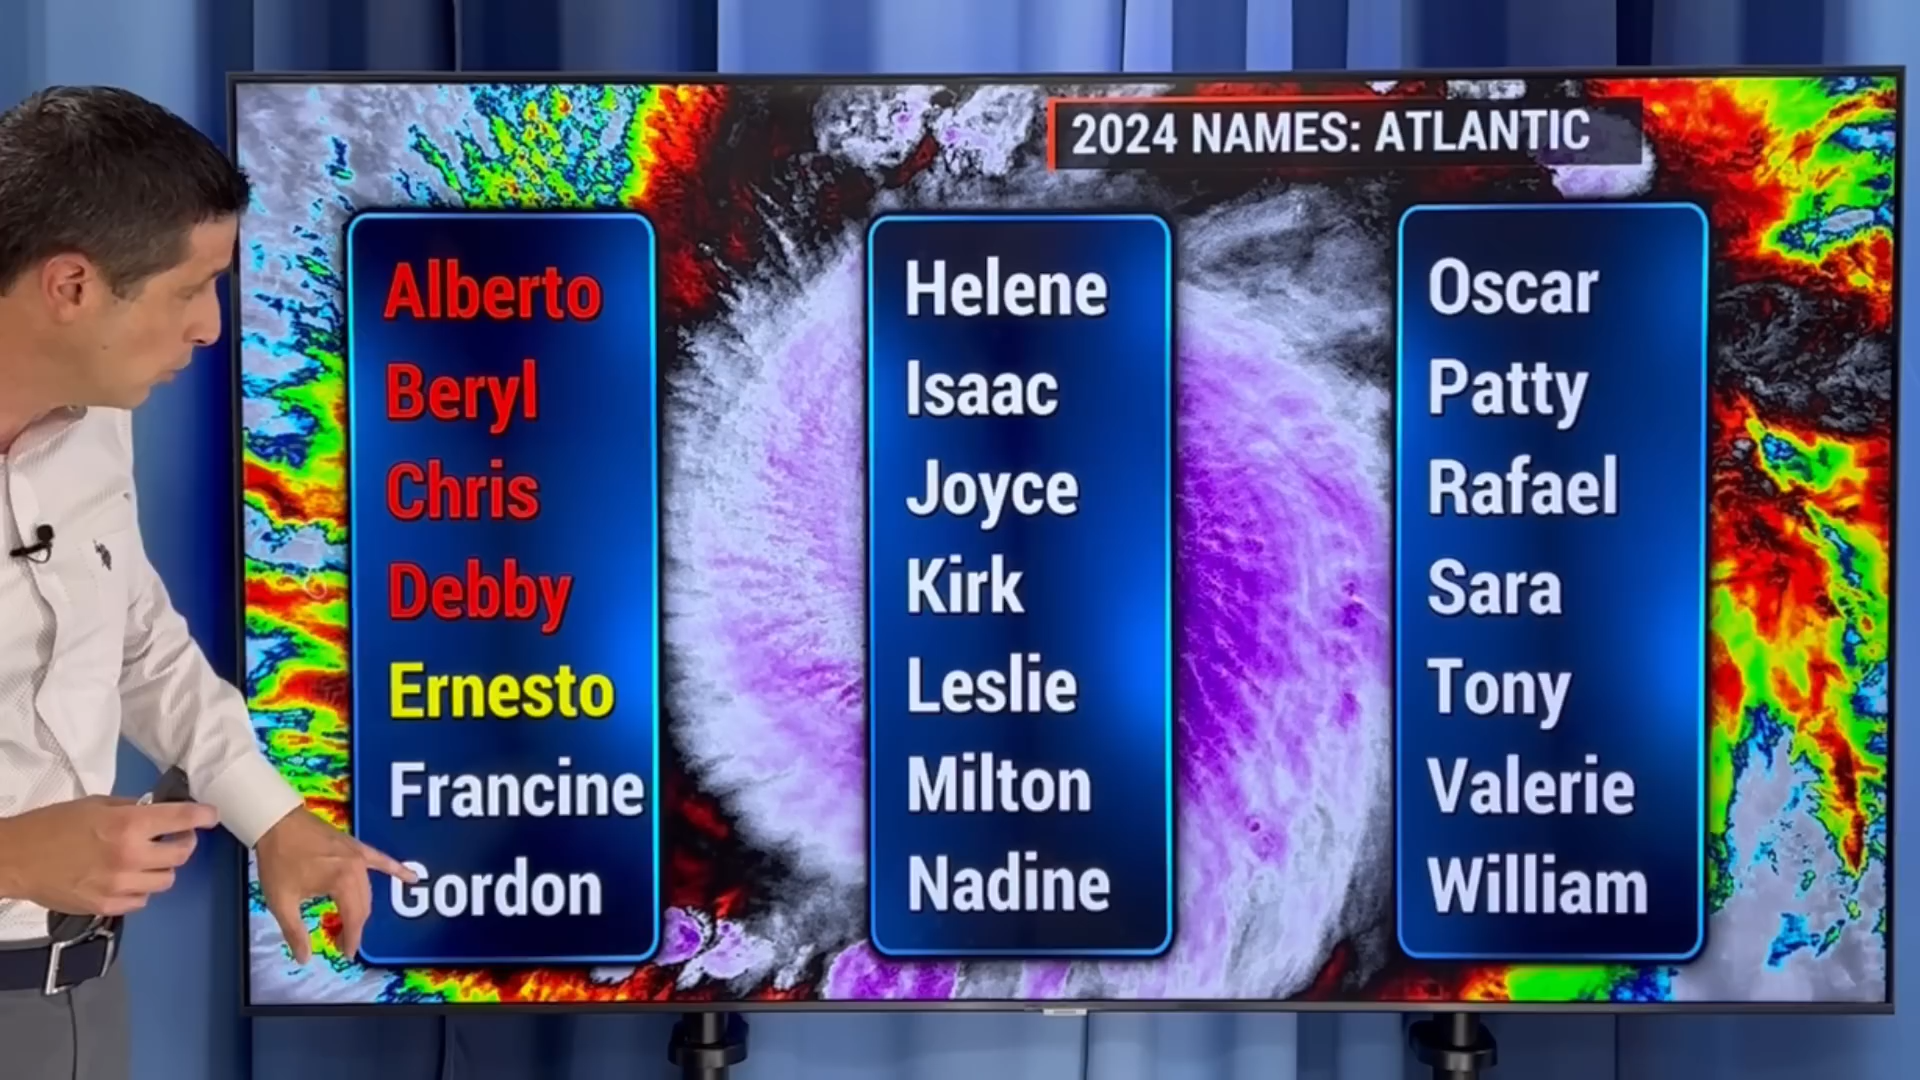 2024 NAMES: ATLANTIC
Alberto
Beryl
Chris
Debby
Ernesto
Francine
Gordon
Helene
Isaac
Joyce
Kirk
Leslie
Milton
Nadine
Oscar
Patty
Rafael
Sara
Tony
Valerie
William